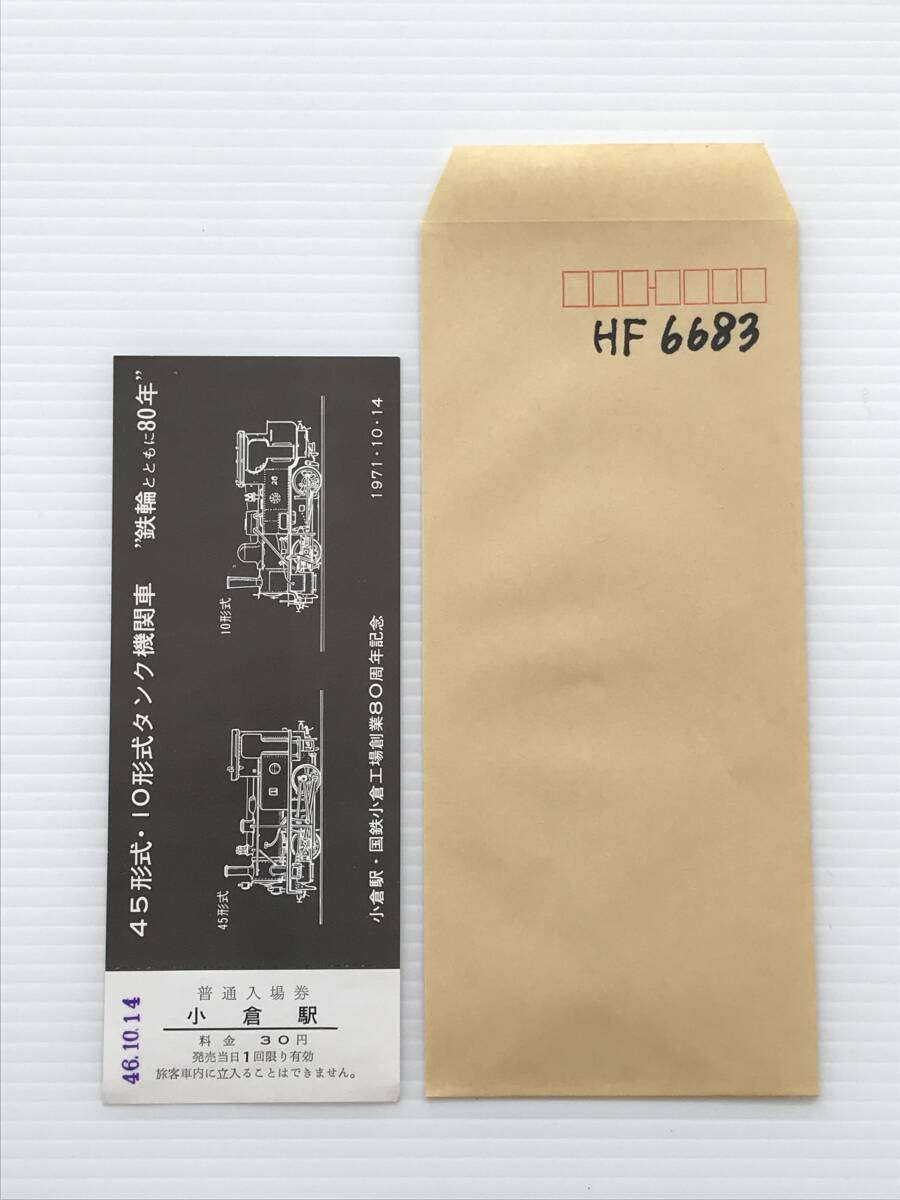 45形式・10形式タンク機関車 ”鉄輪とともに80年”
45形式
10形式
26
小倉駅・国鉄小倉工場創業80周年記念 1971・10・14
46.10.14
普通入場券
小倉駅
料金 30円
発売当日1回限り有効
旅客車内に立入ることはできません。
HF 6683